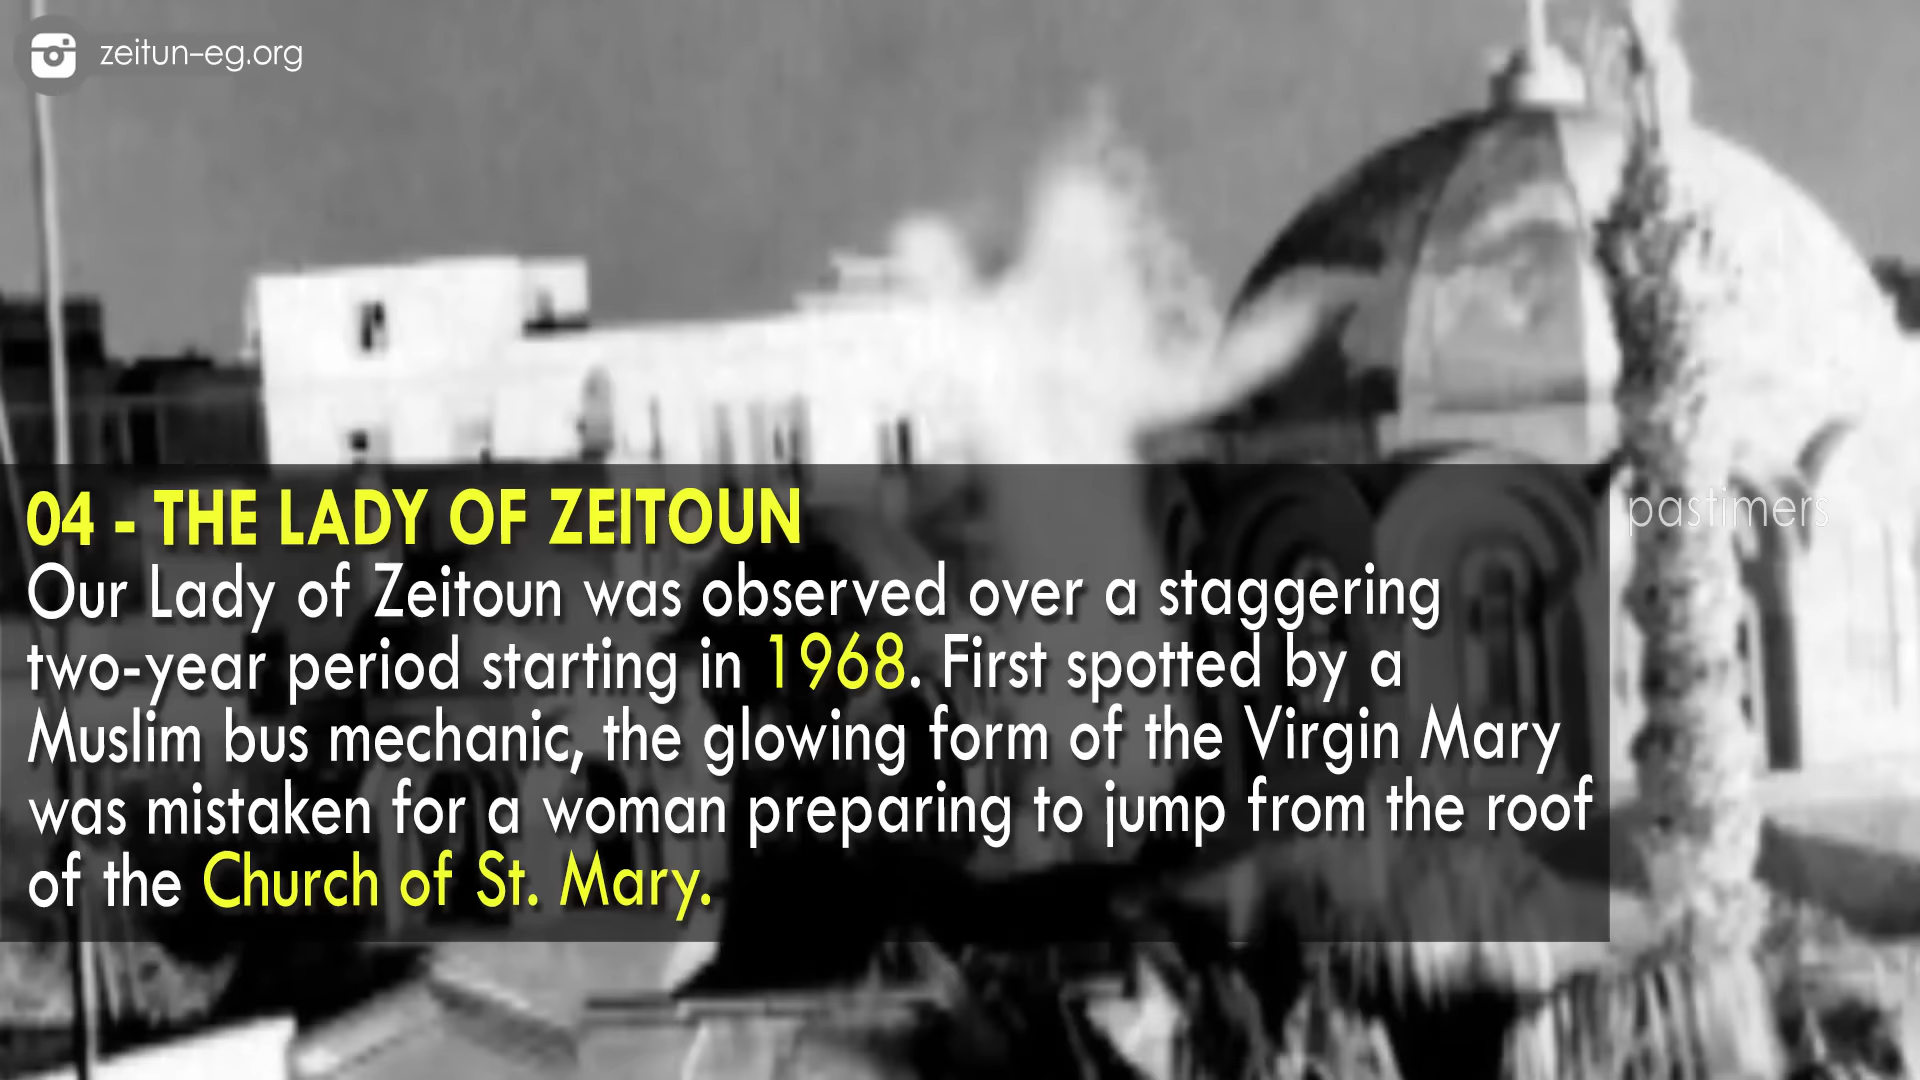 zeitun-eg.org
04 - THE LADY OF ZEITOUN
Our Lady of Zeitoun was observed over a staggering
two-year period starting in 1968. First spotted by a
Muslim bus mechanic, the glowing form of the Virgin Mary
was mistaken for a woman preparing to jump from the roof
of the Church of St. Mary.
pastimers